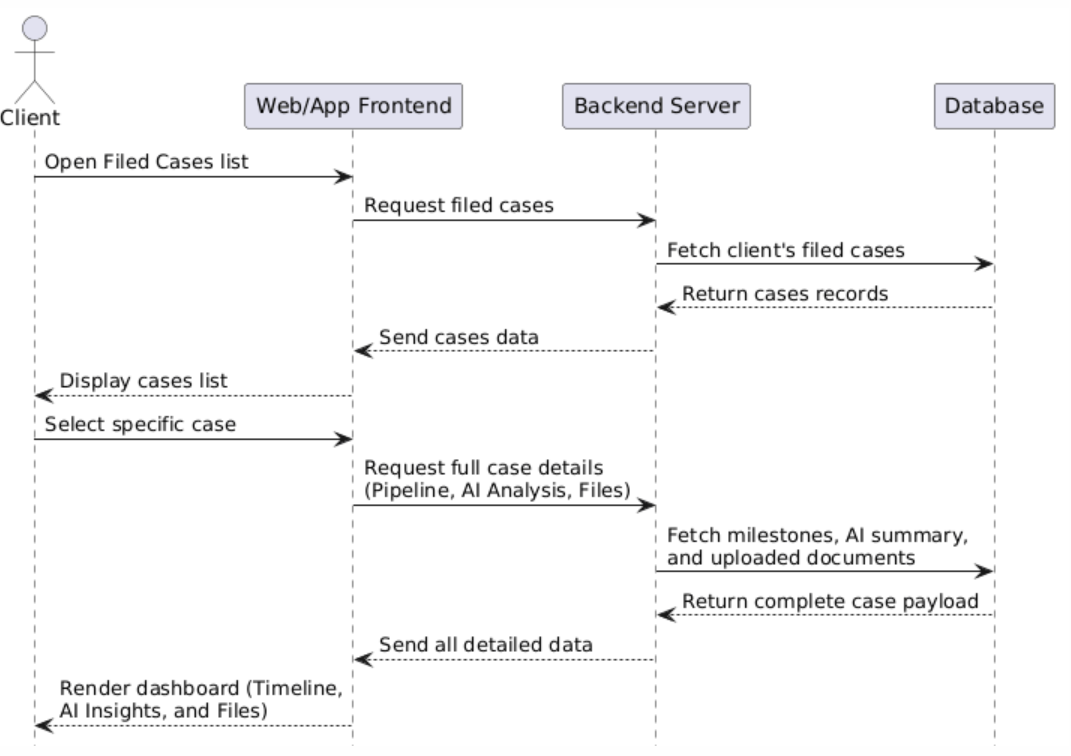 Client
Web/App Frontend
Backend Server
Database
Open Filed Cases list
Request filed cases
Fetch client's filed cases
Return cases records
Send cases data
Display cases list
Select specific case
Request full case details
(Pipeline, AI Analysis, Files)
Fetch milestones, AI summary,
and uploaded documents
Return complete case payload
Send all detailed data
Render dashboard (Timeline,
AI Insights, and Files)